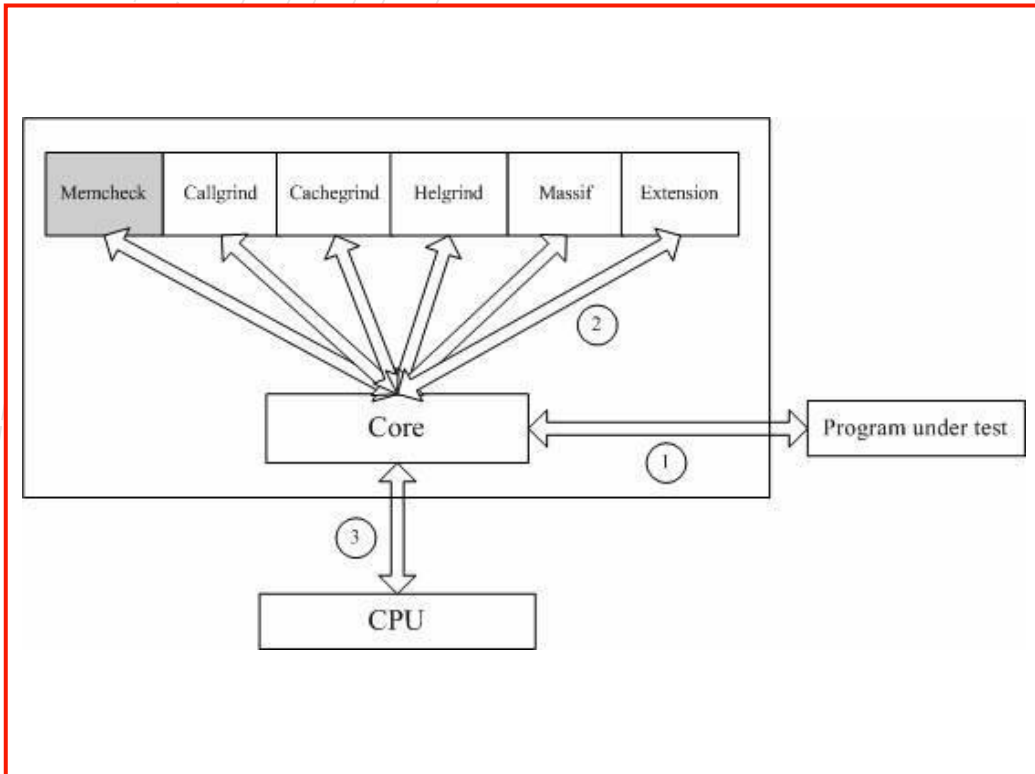 Memcheck Callgrind Cachegrind Helgrind Massif Extension
2
Core
Program under test
1
3
CPU